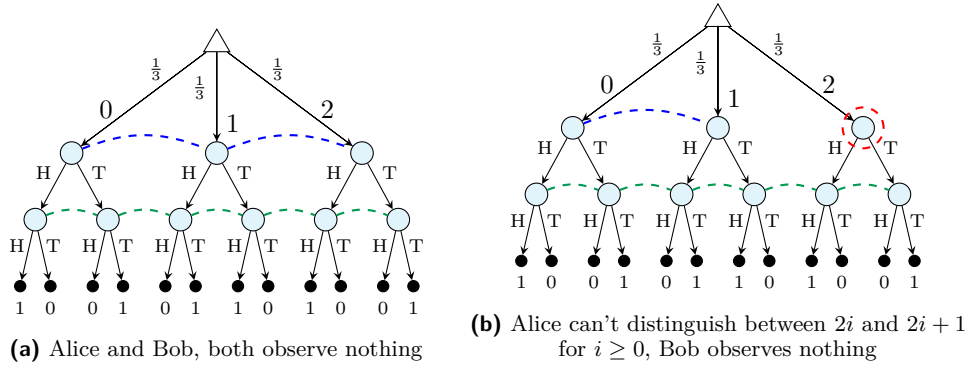 1/3 1/3 1/3
0 1 2
H T H T H T
H T H T H T H T H T H T
1 0 0 1 0 1 1 0 1 0 0 1
(a) Alice and Bob, both observe nothing
1/3 1/3 1/3
0 1 2
H T H T H T
H T H T H T H T H T H T
1 0 0 1 0 1 1 0 1 0 0 1
(b) Alice can't distinguish between 2i and 2i + 1
for i ≥ 0, Bob observes nothing